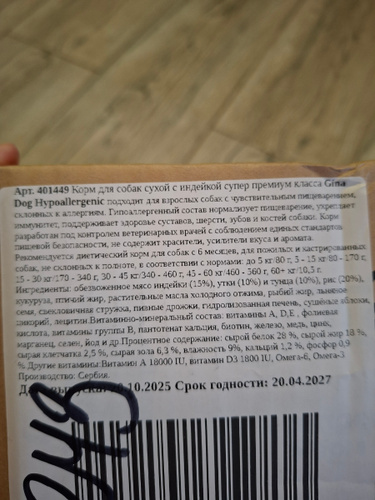 Арт. 401449 Корм для собак сухой с индейкой супер премиум класса Gina
Dog Hypoallergenic подходит для взрослых собак с чувствительным пищеварением,
склонных к аллергиям. Гипоаллергенный состав нормализует пищеварение, укрепляет
иммунитет, поддерживает здоровье суставов, шерсти, зубов и костей собаки. Корм
разработан под контролем ветеринарных врачей с соблюдением единых стандартов
пищевой безопасности, не содержит красители, усилители вкуса и аромата.
Рекомендуется диетический корм для собак с 6 месяцев, для пожилых и кастрированных
собак, не склонных к полноте, в соответствии с нормами: до 5 кг 80 г, 5 - 15 кг/80 - 170 г,
15 - 30 кг/170 - 340 г, 30 - 45 кг/340 - 460 г, 45 - 60 кг/460 - 560 г, 60+ кг/10,5 г.
Ингредиенты: обезвоженное мясо индейки (15%), утки (10%) и тунца (10%), рис (20%),
кукуруза, птичий жир, растительные масла холодного отжима, рыбий жир, льняное
семя, свекловичная стружка, пивные дрожжи, гидролизованная печень, сушёные яблоки,
цикорий, лецитин.Витаминно-минеральный состав: витамины A, D,E , фолиевая
кислота, витамины группы B, пантотенат кальция, биотин, железо, медь, цинк,
марганец, селен, йод и др.Процентное содержание: сырой белок 28 %, сырой жир 18 %,
сырая клетчатка 2,5 %, сырая зола 6,3 %, влажность 9%, кальций 1,2 %, фосфор 0,9
% Другие витамины:Витамин A 18000 IU, витамин D3 1800 IU, Омега-6, Омега-3
Производство: Сербия.
10.2025 Срок годности: 20.04.2027